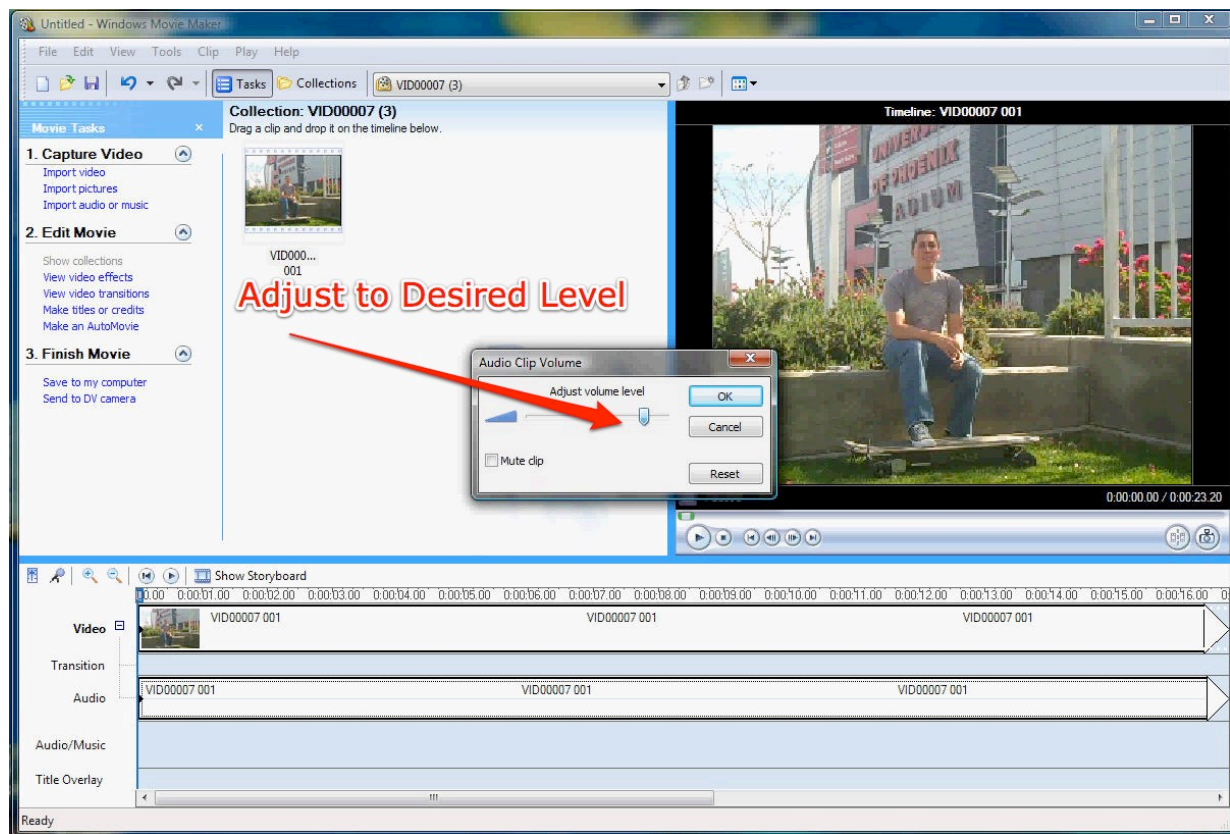 Untitled - Windows Movie Maker
File Edit View Tools Clip Play Help
Tasks Collections VID00007 (3)
Movie Tasks
1. Capture Video
Import video
Import pictures
Import audio or music
2. Edit Movie
Show collections
View video effects
View video transitions
Make titles or credits
Make an AutoMovie
3. Finish Movie
Save to my computer
Send to DV camera
Collection: VID00007 (3)
Drag a clip and drop it on the timeline below.
VID000...
001
Adjust to Desired Level
Audio Clip Volume
Adjust volume level
OK
Cancel
Mute clip
Reset
Timeline: VID00007 001
UNIVERSITY
OF PHOENIX
0:00:00.00 / 0:00:23.20
Show Storyboard
0:00 0:00:01.00 0:00:02.00 0:00:03.00 0:00:04.00 0:00:05.00 0:00:06.00 0:00:07.00 0:00:08.00 0:00:09.00 0:00:10.00 0:00:11.00 0:00:12.00 0:00:13.00 0:00:14.00 0:00:15.00 0:00:16.00
Video VID00007 001 VID00007 001 VID00007 001
Transition
Audio VID00007 001 VID00007 001 VID00007 001
Audio/Music
Title Overlay
Ready